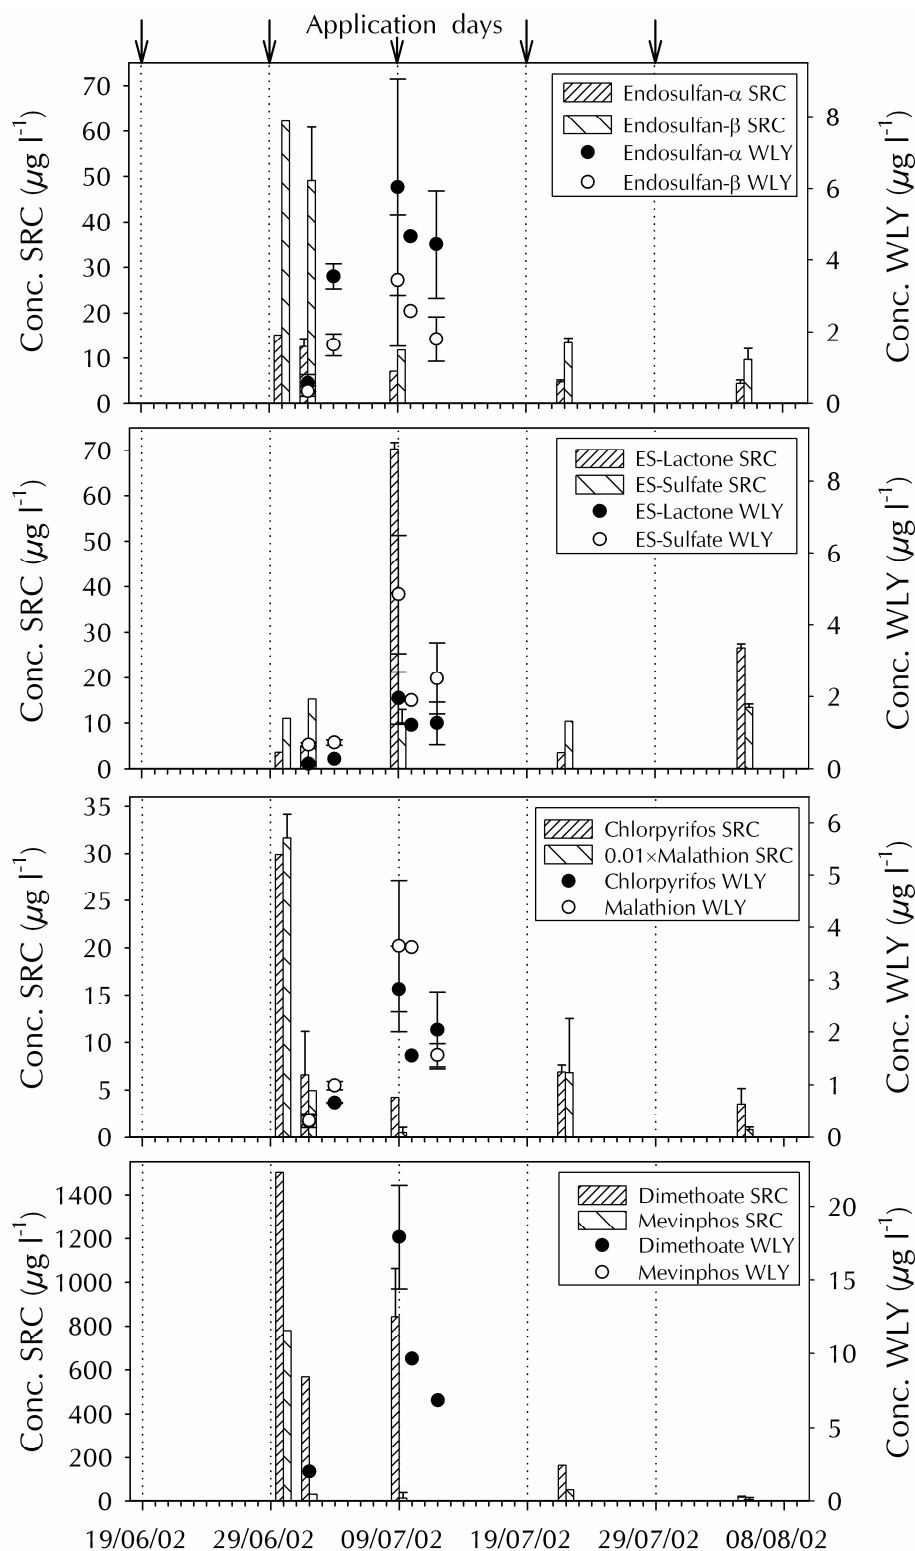 Application days
Conc. SRC (µg l⁻¹)
70
60
50
40
30
20
10
0
Endosulfan-α SRC
Endosulfan-β SRC
Endosulfan-α WLY
Endosulfan-β WLY
8
6
4
2
0
Conc. WLY (µg l⁻¹)
Conc. SRC (µg l⁻¹)
70
60
50
40
30
20
10
0
ES-Lactone SRC
ES-Sulfate SRC
ES-Lactone WLY
ES-Sulfate WLY
8
6
4
2
0
Conc. WLY (µg l⁻¹)
Conc. SRC (µg l⁻¹)
35
30
25
20
15
10
5
0
Chlorpyrifos SRC
0.01×Malathion SRC
Chlorpyrifos WLY
Malathion WLY
6
5
4
3
2
1
0
Conc. WLY (µg l⁻¹)
Conc. SRC (µg l⁻¹)
1400
1200
1000
800
600
400
200
0
Dimethoate SRC
Mevinphos SRC
Dimethoate WLY
Mevinphos WLY
20
15
10
5
0
Conc. WLY (µg l⁻¹)
19/06/02 29/06/02 09/07/02 19/07/02 29/07/02 08/08/02